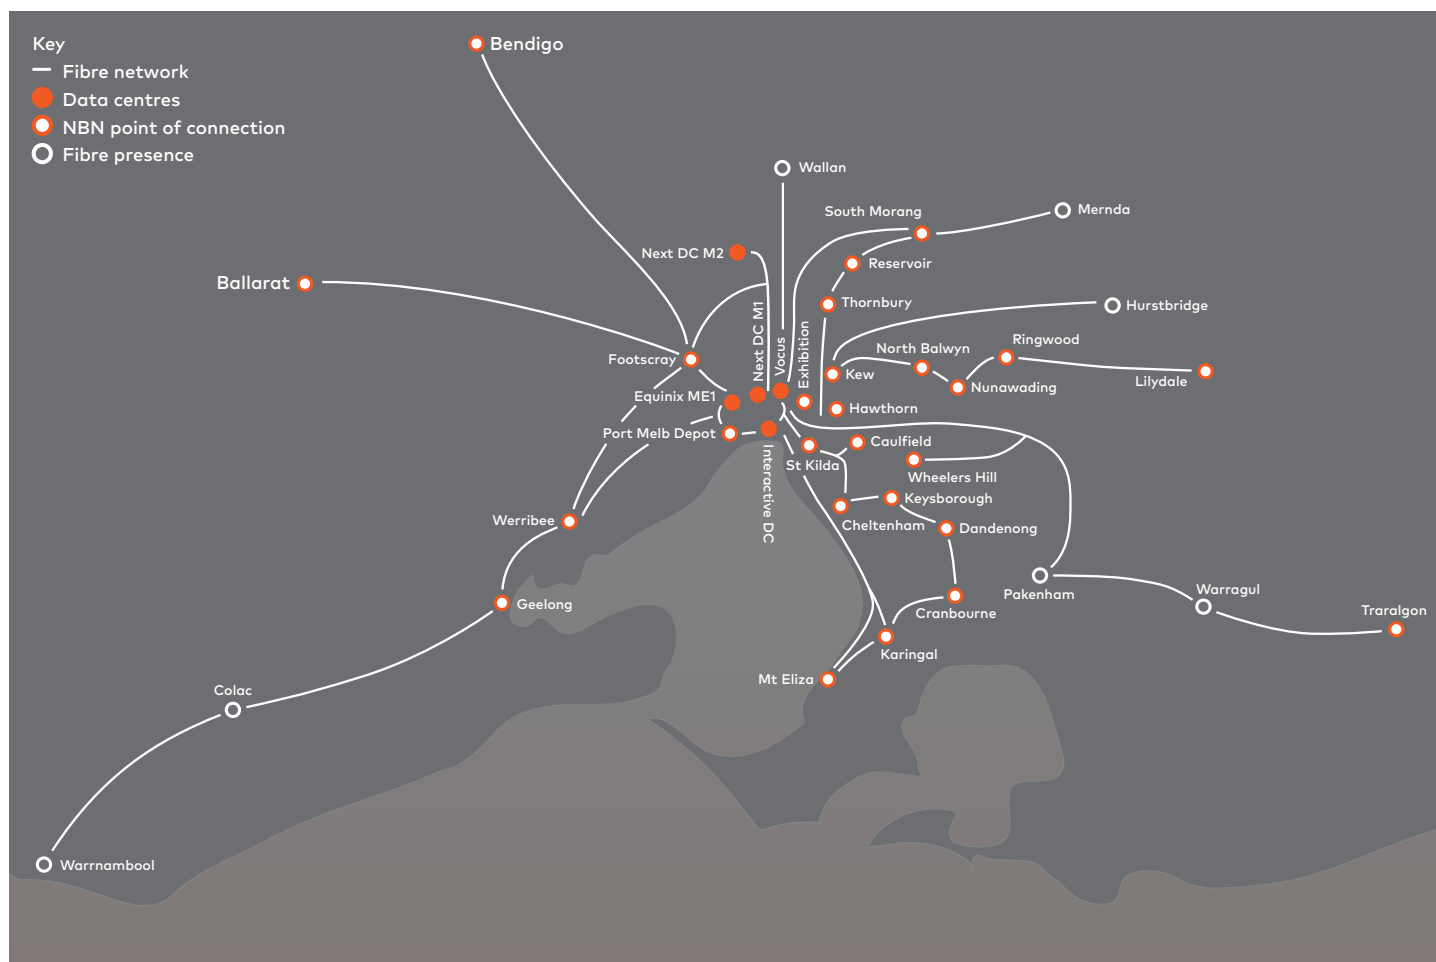 Key
Fibre network
Data centres
NBN point of connection
Fibre presence
Bendigo
Wallan
South Morang
Mernda
Next DC M2
Reservoir
Ballarat
Thornbury
Hurstbridge
Next DC M1
Vocus
Exhibition
Ringwood
North Balwyn
Footscray
Kew
Nunawading
Lilydale
Equinix ME1
Hawthorn
Port Melb Depot
Caulfield
St Kilda
Wheelers Hill
Interactive DC
Keysborough
Werribee
Cheltenham
Dandenong
Pakenham
Warragul
Geelong
Cranbourne
Traralgon
Karingal
Mt Eliza
Colac
Warrnambool